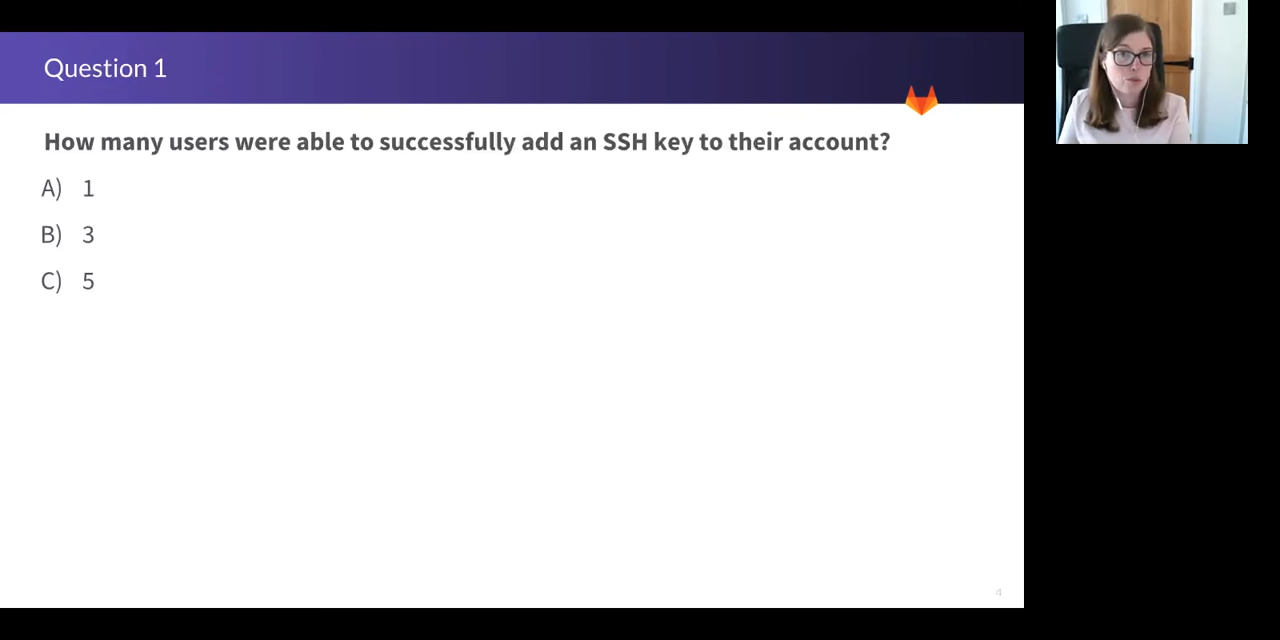 Question 1
How many users were able to successfully add an SSH key to their account?
A) 1
B) 3
C) 5
4